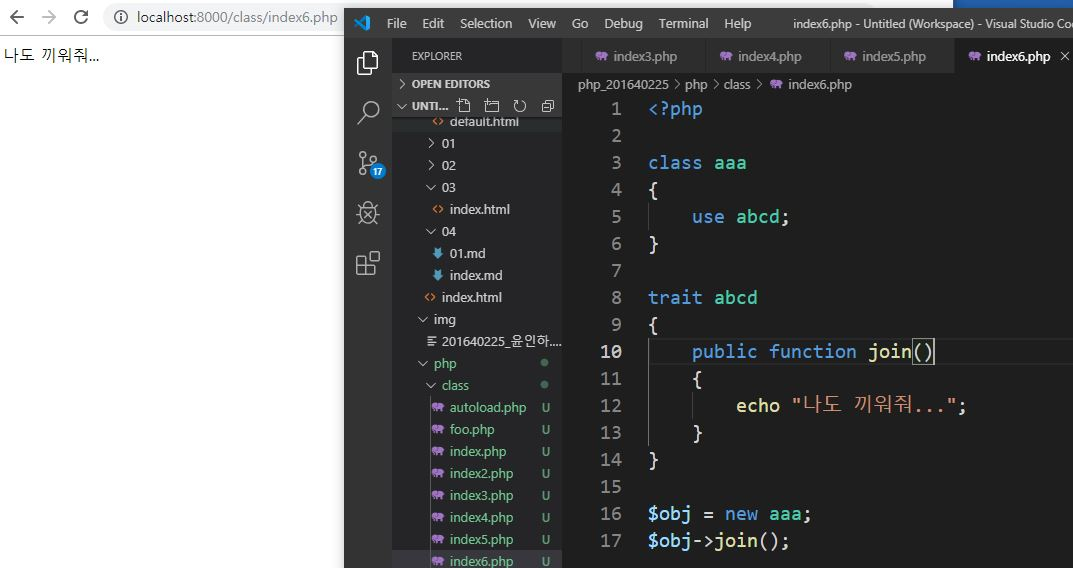 localhost:8000/class/index6.php
나도 끼워줘...
File Edit Selection View Go Debug Terminal Help
index6.php - Untitled (Workspace) - Visual Studio Co
EXPLORER
OPEN EDITORS
UNTI...
default.html
01
02
03
index.html
04
01.md
index.md
index.html
img
201640225_윤인하....
php
class
autoload.php U
foo.php U
index.php U
index2.php U
index3.php U
index4.php U
index5.php U
index6.php U
17
index3.php index4.php index5.php index6.php
php_201640225 > php > class > index6.php
1 <?php
2
3 class aaa
4 {
5 use abcd;
6 }
7
8 trait abcd
9 {
10 public function join()
11 {
12 echo "나도 끼워줘...";
13 }
14 }
15
16 $obj = new aaa;
17 $obj->join();